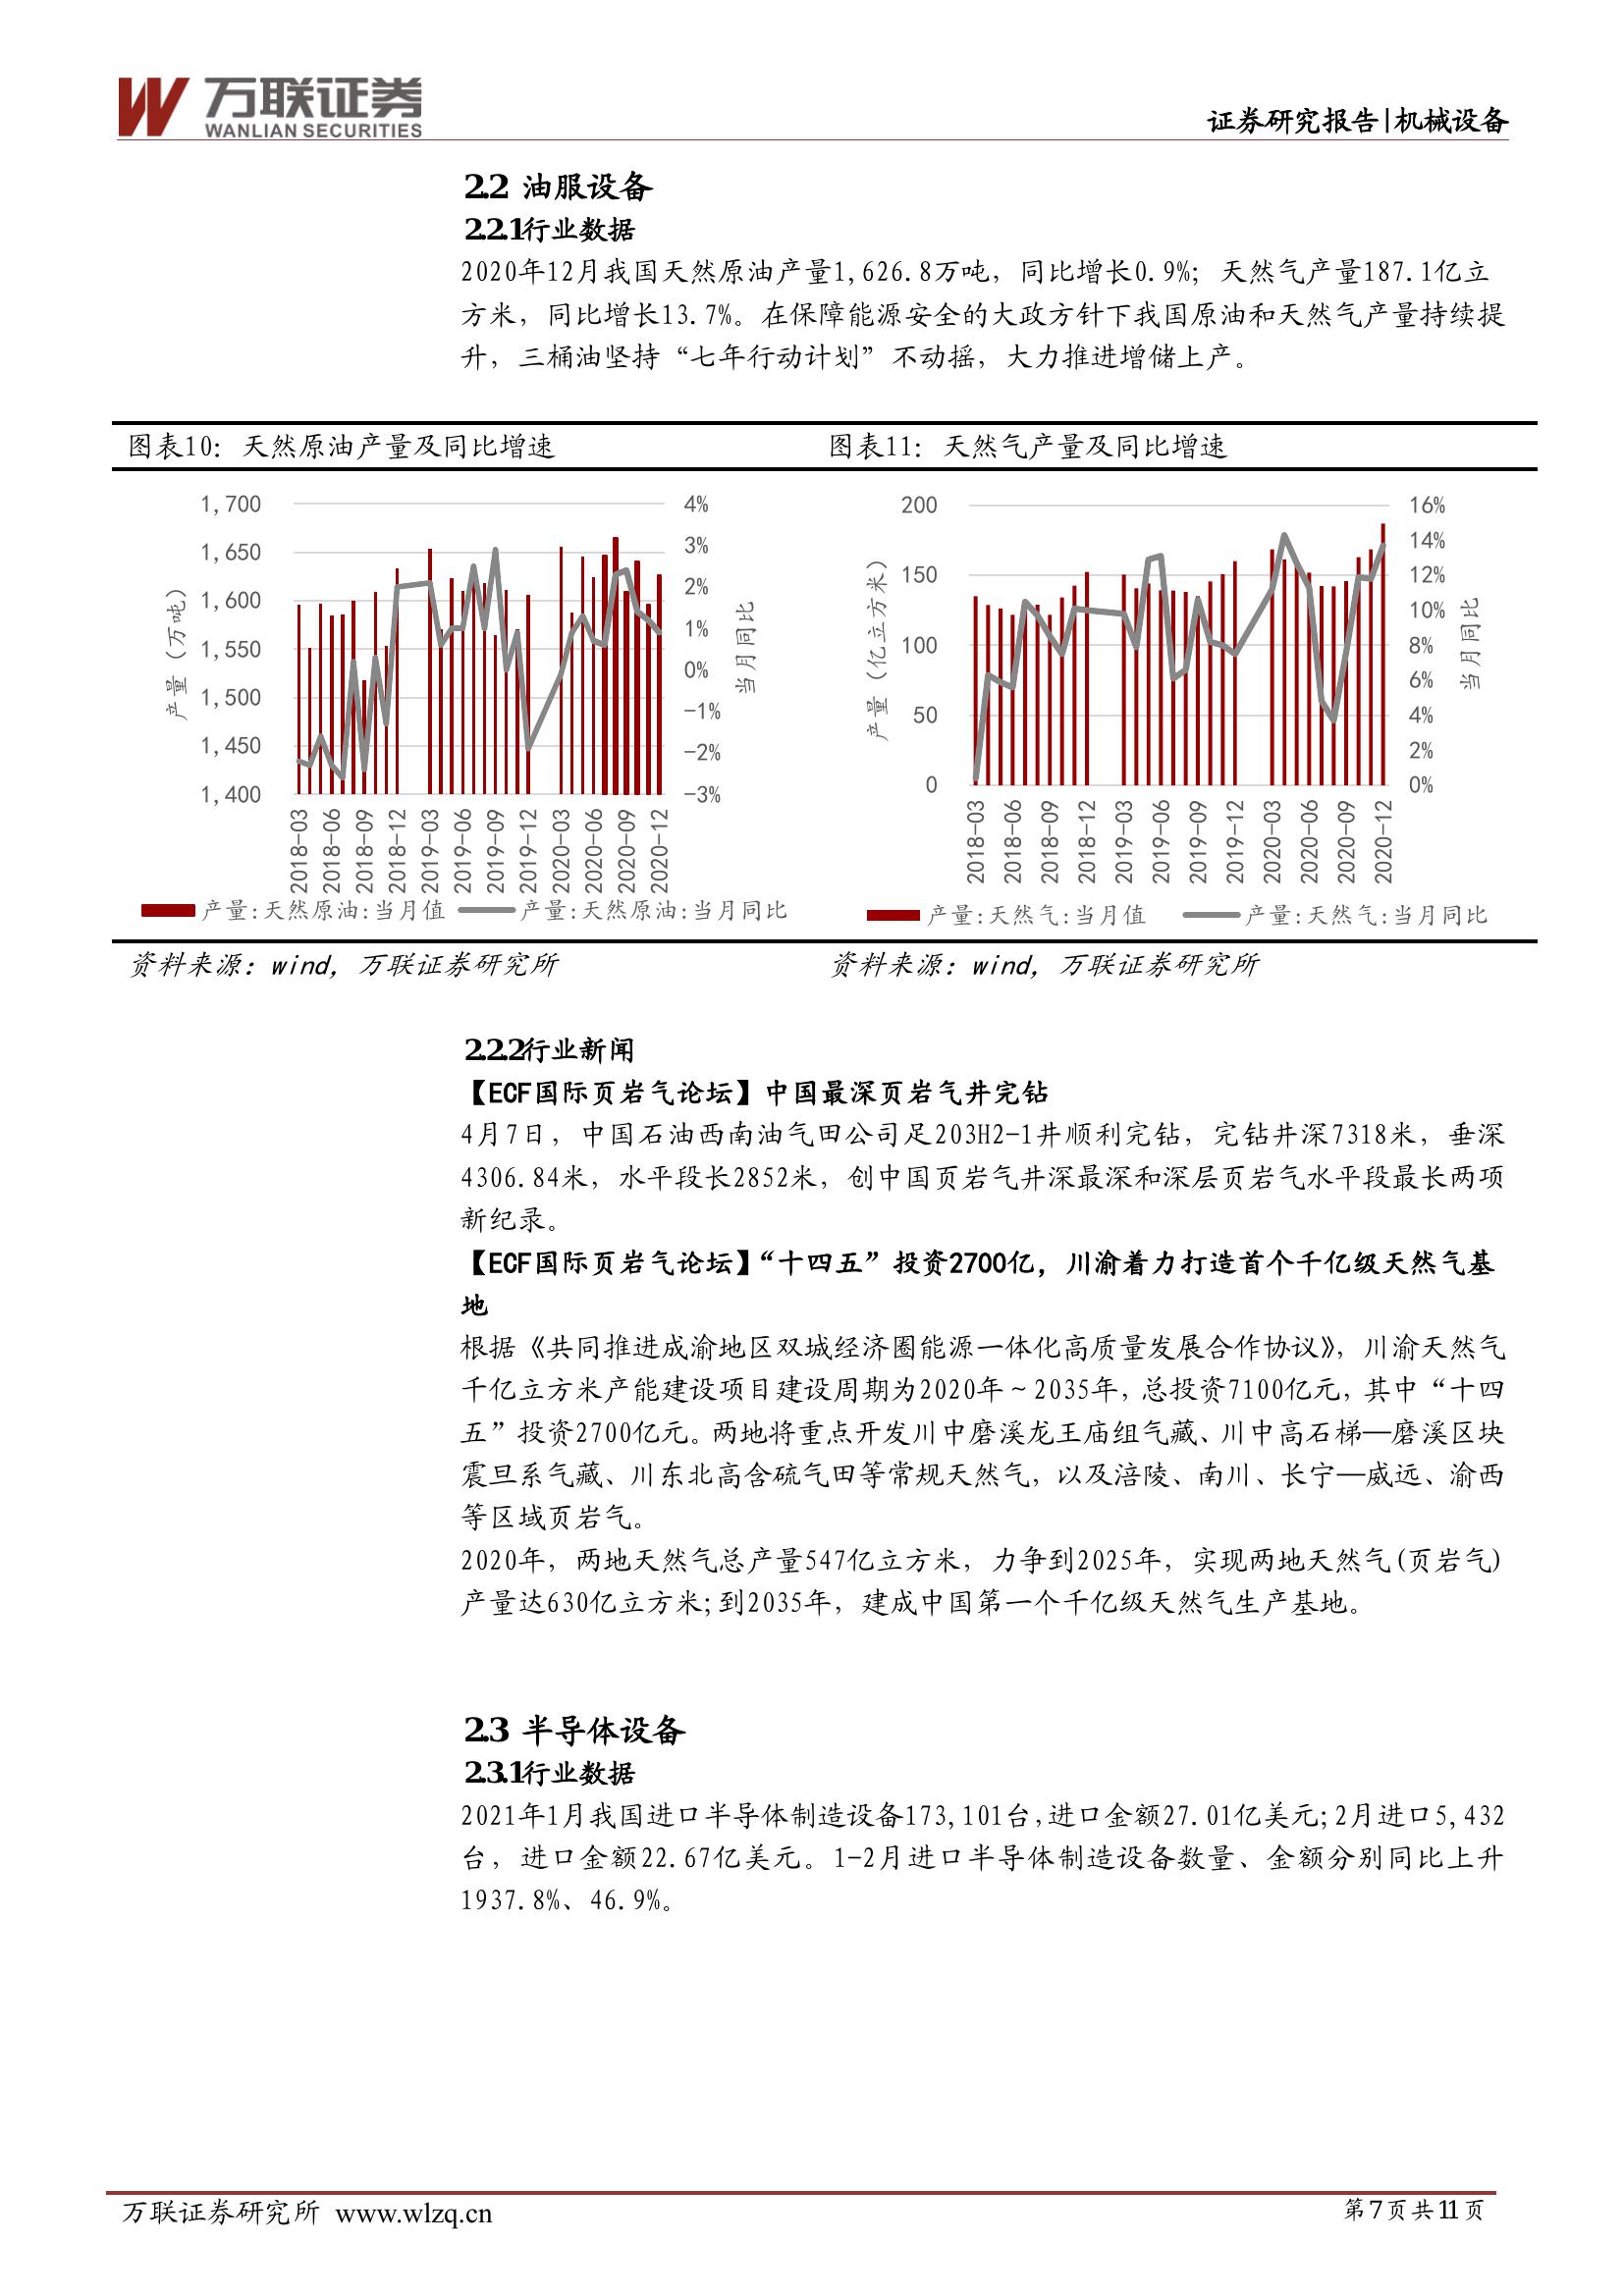 万联证券
WANLIAN SECURITIES
证券研究报告|机械设备
2.2 油服设备
2.2.1行业数据
2020年12月我国天然原油产量1,626.8万吨，同比增长0.9%；天然气产量187.1亿立
方米，同比增长13.7%。在保障能源安全的大政方针下我国原油和天然气产量持续提
升，三桶油坚持“七年行动计划”不动摇，大力推进增储上产。
图表10：天然原油产量及同比增速
1,700
1,650
1,600
1,550
1,500
1,450
1,400
产量（万吨）
4%
3%
2%
1%
0%
-1%
-2%
-3%
当月同比
2018-03
2018-06
2018-09
2018-12
2019-03
2019-06
2019-09
2019-12
2020-03
2020-06
2020-09
2020-12
产量:天然原油:当月值
产量:天然原油:当月同比
资料来源：wind，万联证券研究所
图表11：天然气产量及同比增速
200
150
100
50
0
产量（亿立方米）
16%
14%
12%
10%
8%
6%
4%
2%
0%
当月同比
2018-03
2018-06
2018-09
2018-12
2019-03
2019-06
2019-09
2019-12
2020-03
2020-06
2020-09
2020-12
产量:天然气:当月值
产量:天然气:当月同比
资料来源：wind，万联证券研究所
2.2.2行业新闻
【ECF国际页岩气论坛】中国最深页岩气井完钻
4月7日，中国石油西南油气田公司足203H2-1井顺利完钻，完钻井深7318米，垂深
4306.84米，水平段长2852米，创中国页岩气井深最深和深层页岩气水平段最长两项
新纪录。
【ECF国际页岩气论坛】“十四五”投资2700亿，川渝着力打造首个千亿级天然气基
地
根据《共同推进成渝地区双城经济圈能源一体化高质量发展合作协议》，川渝天然气
千亿立方米产能建设项目建设周期为2020年～2035年，总投资7100亿元，其中“十四
五”投资2700亿元。两地将重点开发川中磨溪龙王庙组气藏、川中高石梯—磨溪区块
震旦系气藏、川东北高含硫气田等常规天然气，以及涪陵、南川、长宁—威远、渝西
等区域页岩气。
2020年，两地天然气总产量547亿立方米，力争到2025年，实现两地天然气(页岩气)
产量达630亿立方米;到2035年，建成中国第一个千亿级天然气生产基地。
2.3 半导体设备
2.3.1行业数据
2021年1月我国进口半导体制造设备173,101台,进口金额27.01亿美元;2月进口5,432
台，进口金额22.67亿美元。1-2月进口半导体制造设备数量、金额分别同比上升
1937.8%、46.9%。
万联证券研究所 www.wlzq.cn
第 7 页 共 11 页